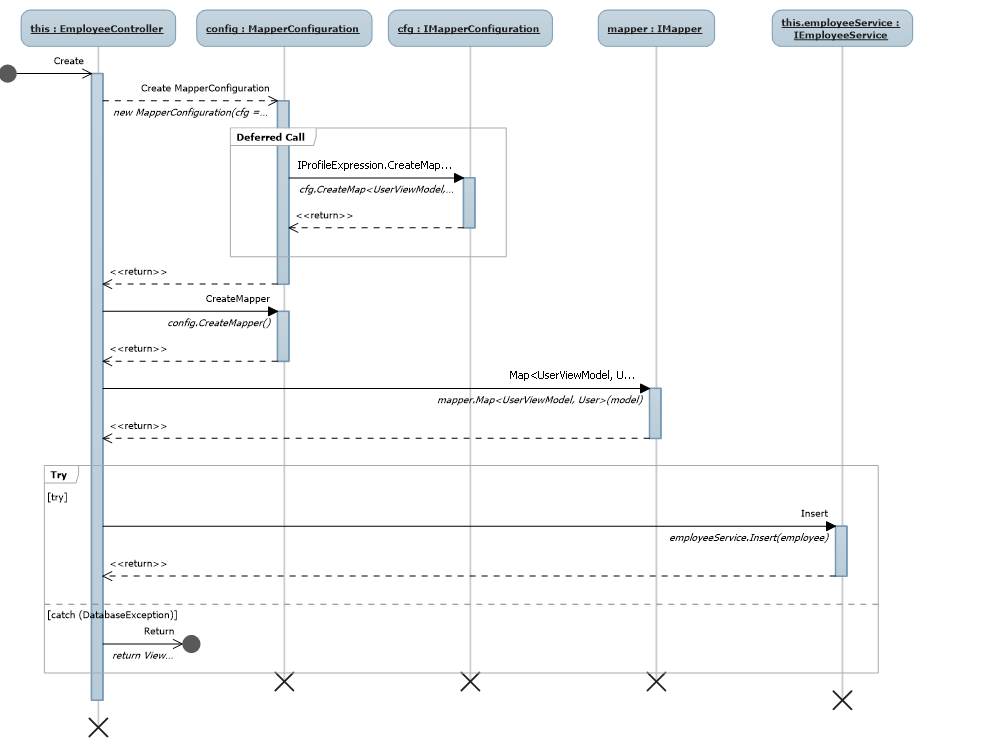 this : EmployeeController
config : MapperConfiguration
cfg : IMapperConfiguration
mapper : IMapper
this.employeeService :
IEmployeeService
Create
Create MapperConfiguration
new MapperConfiguration(cfg =...
Deferred Call
IProfileExpression.CreateMap...
cfg.CreateMap<UserViewModel,...
<<return>>
<<return>>
CreateMapper
config.CreateMapper()
<<return>>
Map<UserViewModel, U...
mapper.Map<UserViewModel, User>(model)
<<return>>
Try
[try]
Insert
employeeService.Insert(employee)
<<return>>
[catch (DatabaseException)]
Return
return View...